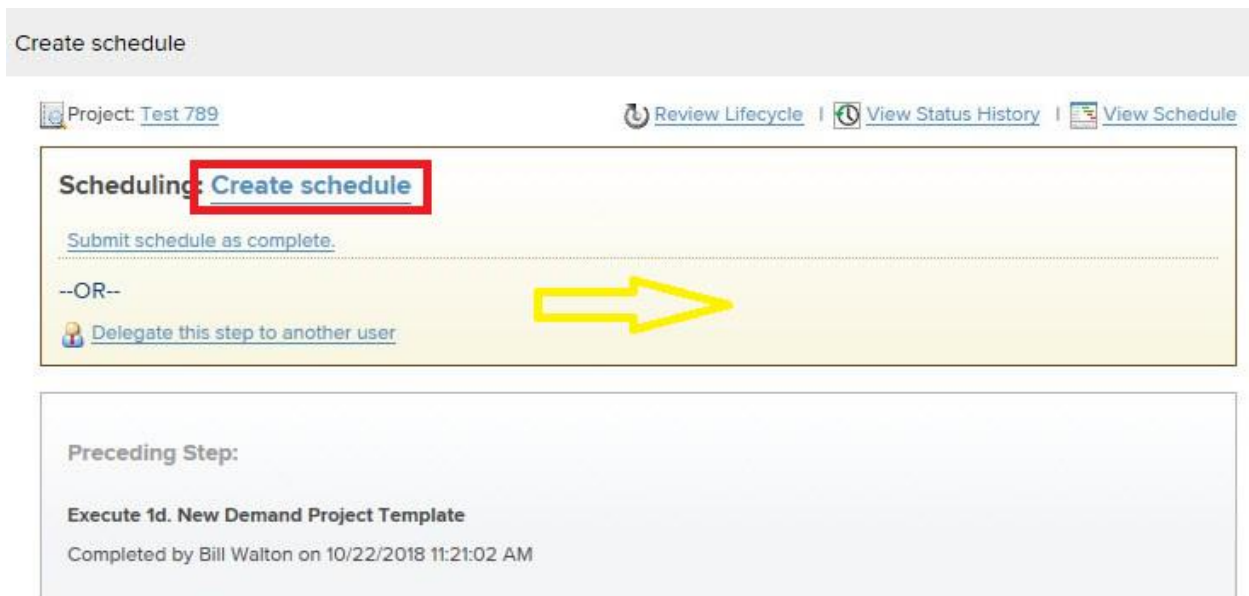 Create schedule
Project: Test 789 Review Lifecycle | View Status History | View Schedule
Scheduling: Create schedule
Submit schedule as complete.
--OR--
Delegate this step to another user
Preceding Step:
Execute 1d. New Demand Project Template
Completed by Bill Walton on 10/22/2018 11:21:02 AM